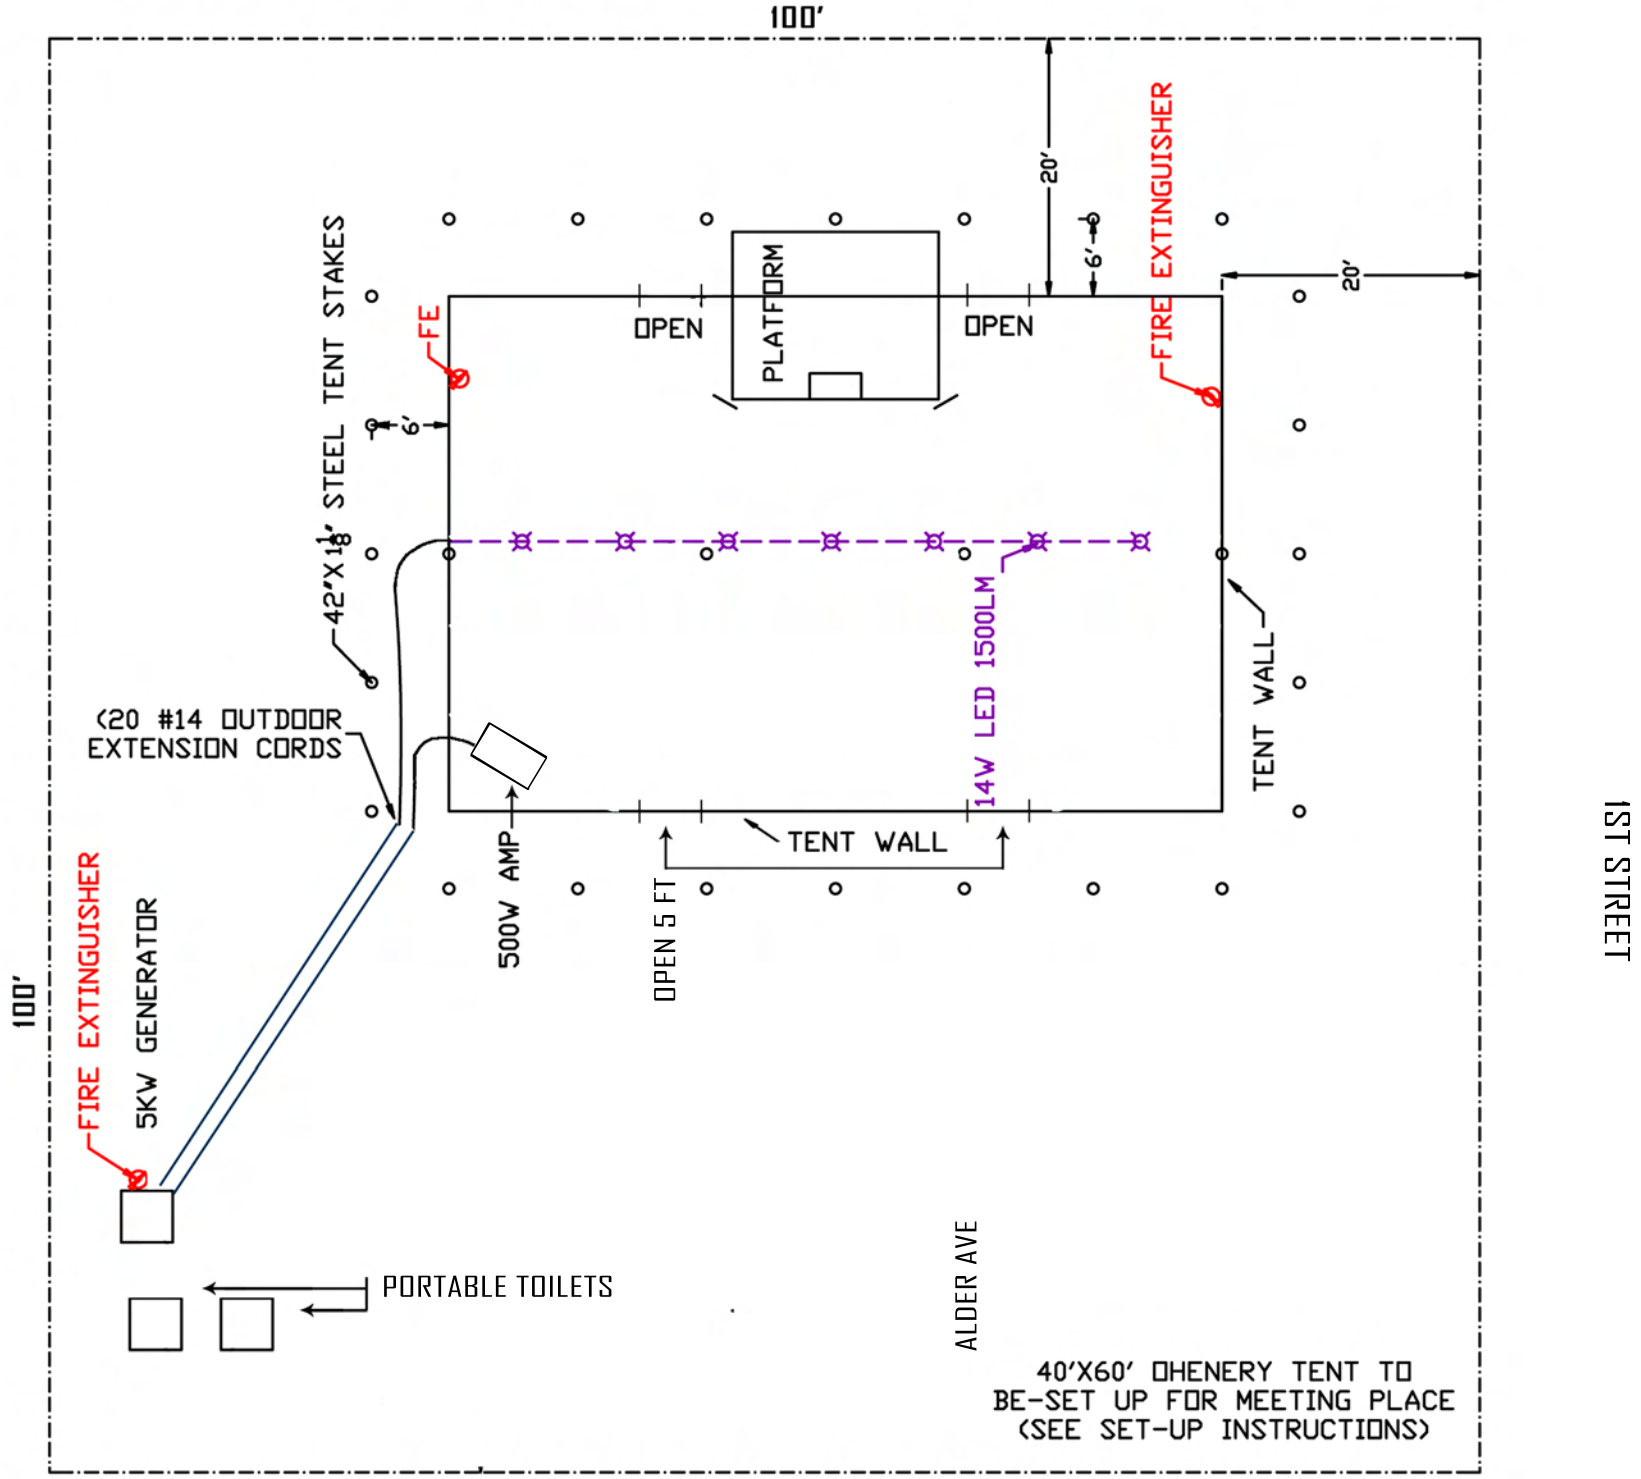 100'
20'
FIRE EXTINGUISHER
6'
20'
42"X1 1/8" STEEL TENT STAKES
FE
OPEN
PLATFORM
OPEN
6'
14W LED 1500LM
TENT WALL
(20 #14 OUTDOOR
EXTENSION CORDS
500W AMP
TENT WALL
OPEN 5 FT
1ST STREET
FIRE EXTINGUISHER
5KW GENERATOR
100'
PORTABLE TOILETS
ALDER AVE
40'X60' OHENERY TENT TO
BE-SET UP FOR MEETING PLACE
(SEE SET-UP INSTRUCTIONS)